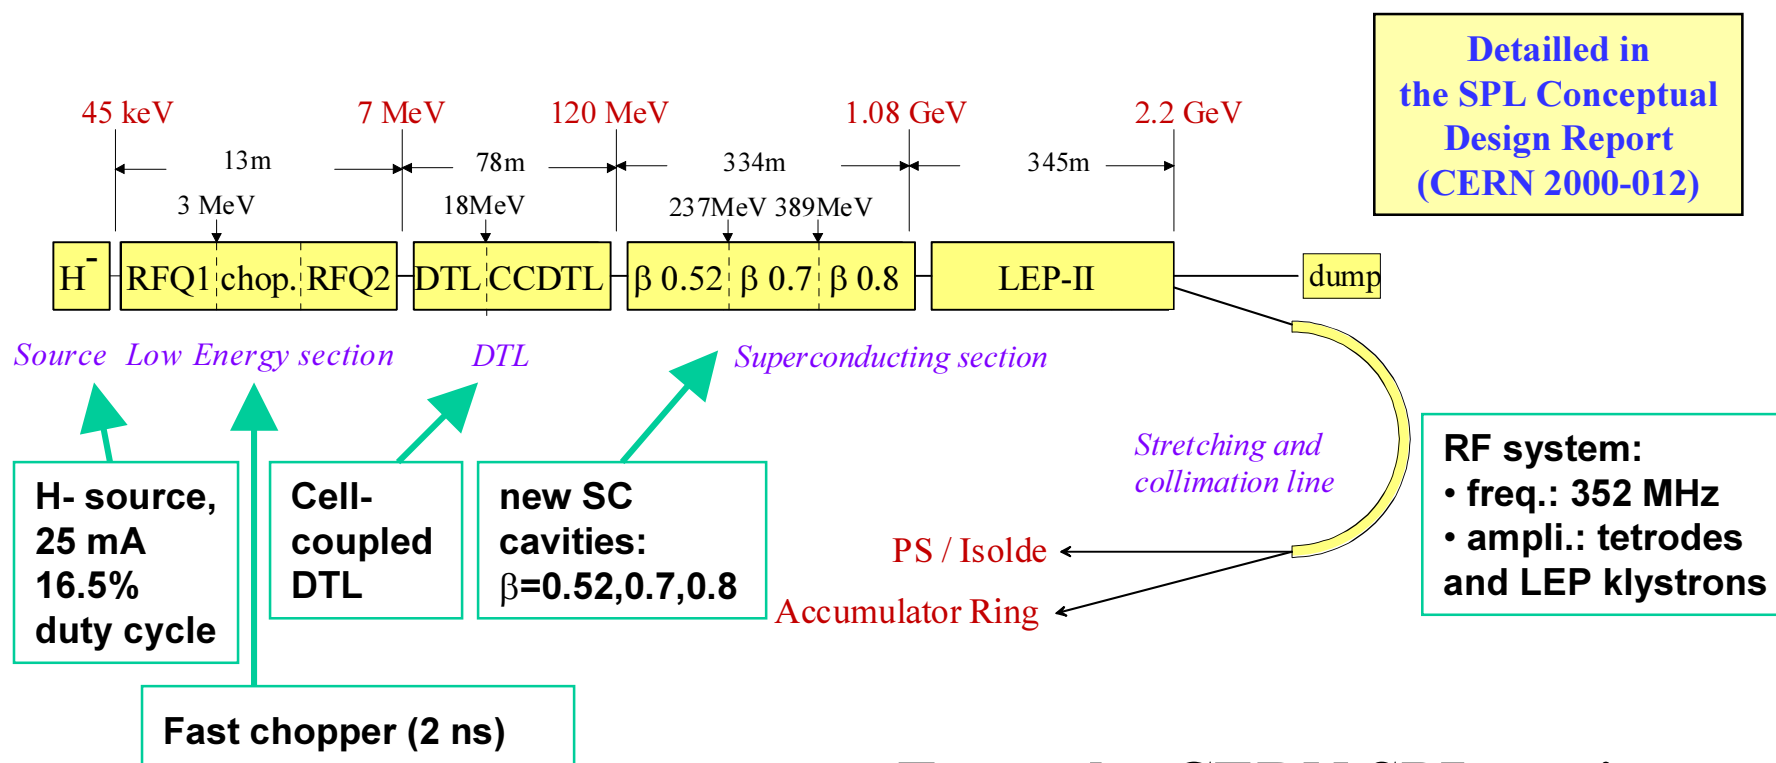 Detailled in
the SPL Conceptual
Design Report
(CERN 2000-012)
45 keV 7 MeV 120 MeV 1.08 GeV 2.2 GeV
13m 78m 334m 345m
3 MeV 18MeV 237MeV 389MeV
H- RFQ1 chop. RFQ2 DTL CCDTL β 0.52 β 0.7 β 0.8 LEP-II dump
Source Low Energy section DTL Superconducting section
Stretching and
collimation line
PS / Isolde
Accumulator Ring
H- source,
25 mA
16.5%
duty cycle
Cell-
coupled
DTL
new SC
cavities:
β=0.52,0.7,0.8
RF system:
• freq.: 352 MHz
• ampli.: tetrodes
and LEP klystrons
Fast chopper (2 ns)